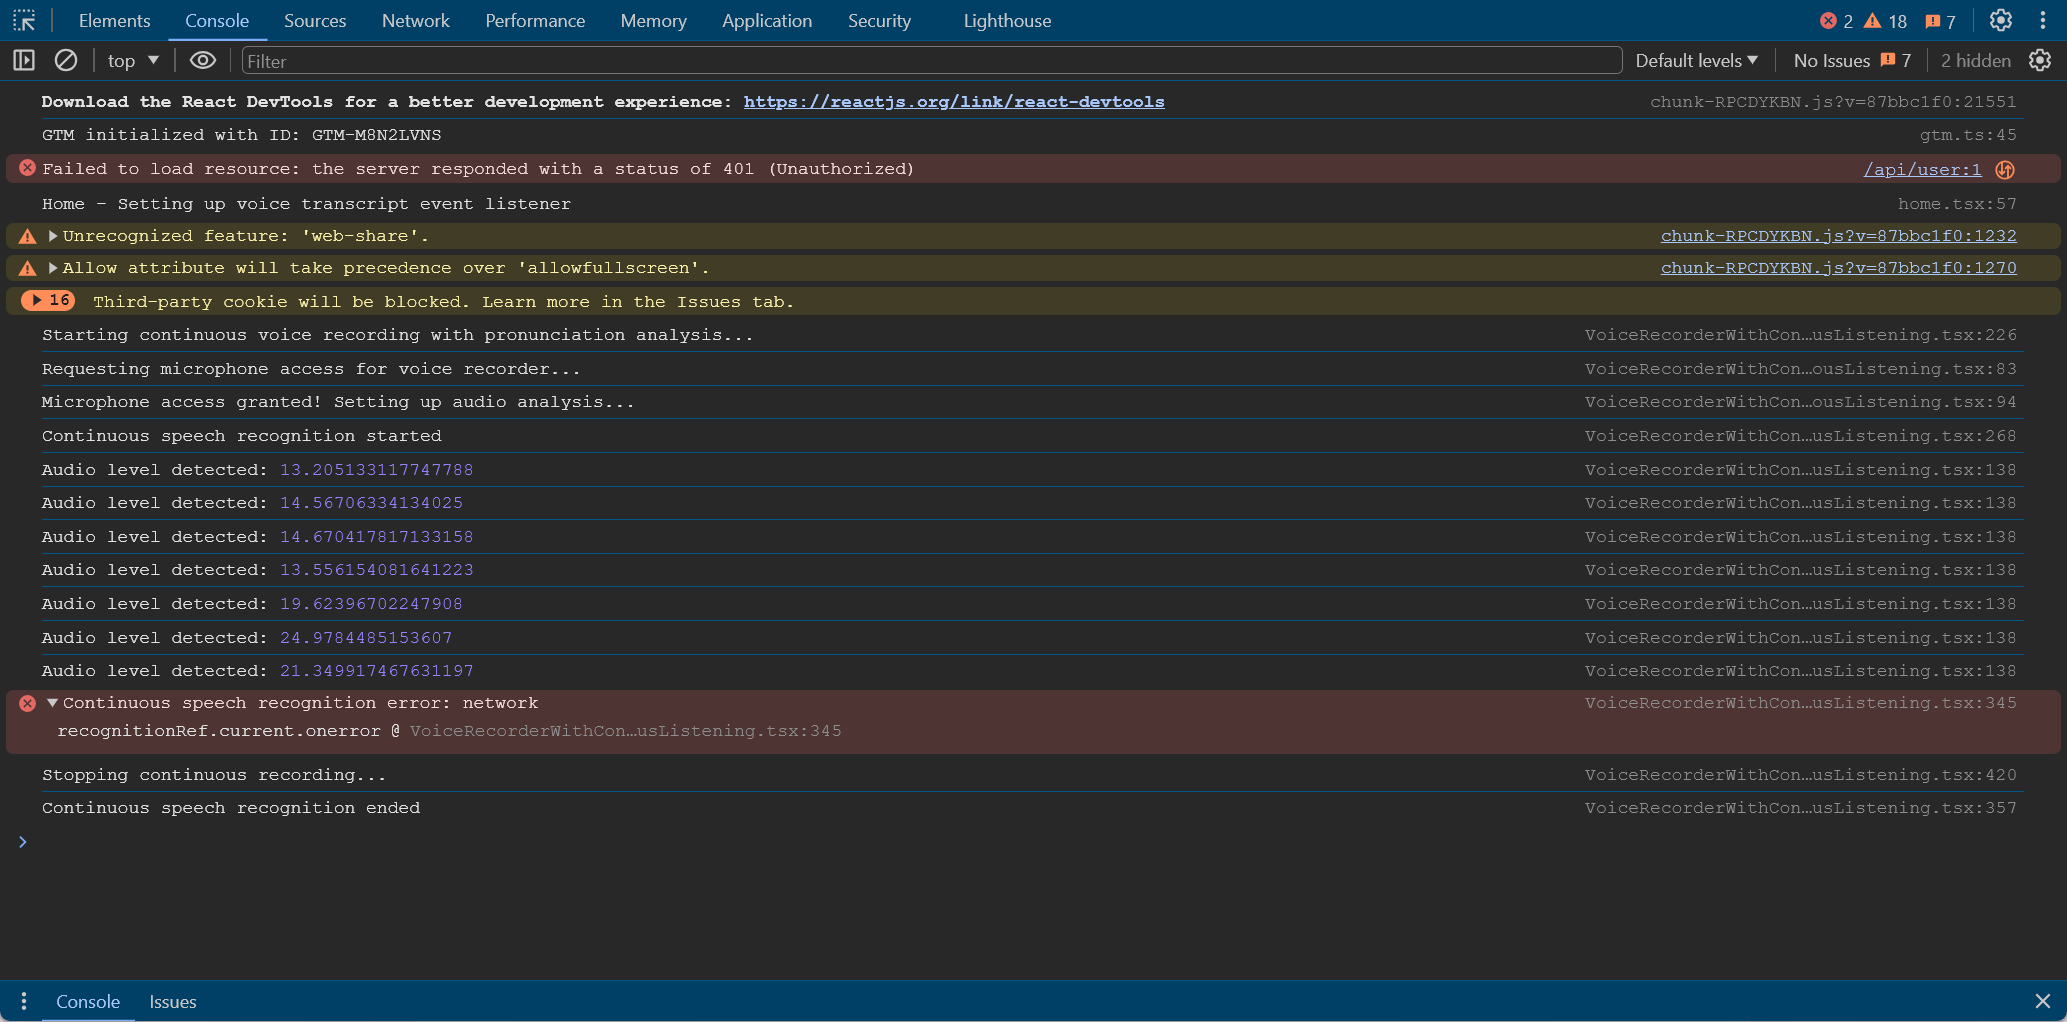 Elements Console Sources Network Performance Memory Application Security Lighthouse 2 18 7
top Filter Default levels No Issues 7 2 hidden
Download the React DevTools for a better development experience: https://reactjs.org/link/react-devtools chunk-RPCDYKBN.js?v=87bbc1f0:21551
GTM initialized with ID: GTM-M8N2LVNS gtm.ts:45
Failed to load resource: the server responded with a status of 401 (Unauthorized) /api/user:1
Home - Setting up voice transcript event listener home.tsx:57
Unrecognized feature: 'web-share'. chunk-RPCDYKBN.js?v=87bbc1f0:1232
Allow attribute will take precedence over 'allowfullscreen'. chunk-RPCDYKBN.js?v=87bbc1f0:1270
16 Third-party cookie will be blocked. Learn more in the Issues tab.
Starting continuous voice recording with pronunciation analysis... VoiceRecorderWithCon…usListening.tsx:226
Requesting microphone access for voice recorder... VoiceRecorderWithCon…ousListening.tsx:83
Microphone access granted! Setting up audio analysis... VoiceRecorderWithCon…ousListening.tsx:94
Continuous speech recognition started VoiceRecorderWithCon…usListening.tsx:268
Audio level detected: 13.205133117747788 VoiceRecorderWithCon…usListening.tsx:138
Audio level detected: 14.56706334134025 VoiceRecorderWithCon…usListening.tsx:138
Audio level detected: 14.670417817133158 VoiceRecorderWithCon…usListening.tsx:138
Audio level detected: 13.556154081641223 VoiceRecorderWithCon…usListening.tsx:138
Audio level detected: 19.62396702247908 VoiceRecorderWithCon…usListening.tsx:138
Audio level detected: 24.9784485153607 VoiceRecorderWithCon…usListening.tsx:138
Audio level detected: 21.349917467631197 VoiceRecorderWithCon…usListening.tsx:138
Continuous speech recognition error: network VoiceRecorderWithCon…usListening.tsx:345
recognitionRef.current.onerror @ VoiceRecorderWithCon…usListening.tsx:345
Stopping continuous recording... VoiceRecorderWithCon…usListening.tsx:420
Continuous speech recognition ended VoiceRecorderWithCon…usListening.tsx:357
Console Issues